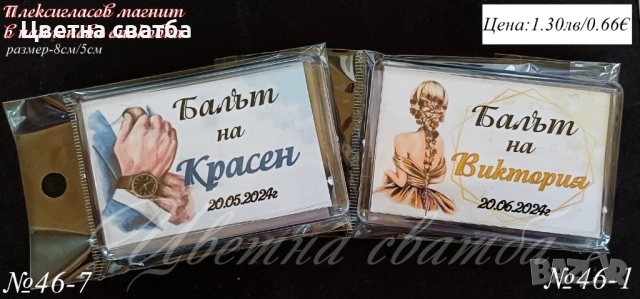 Плексигласов магнит
Цветна сватба
размер-8см/5см
Цена:1.30лв/0.66€
Балът
на
Красен
20.05.2024г
Балът
на
Виктория
20.06.2024г
Цветна сватба
№46-7
№46-1
BAZAR